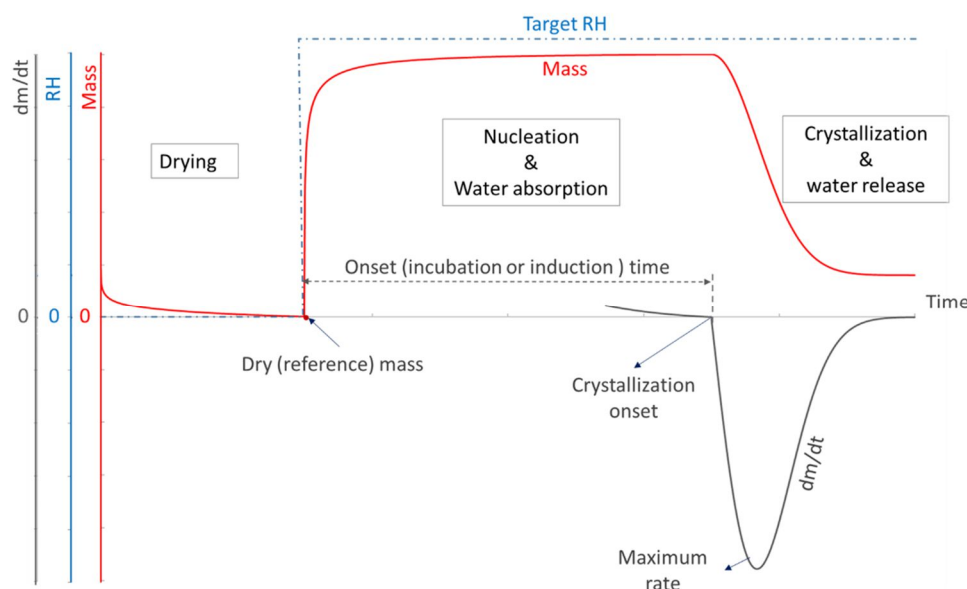 Target RH
dm/dt
RH
Mass
Mass
Drying
Nucleation
&
Water absorption
Crystallization
&
water release
Onset (incubation or induction ) time
Time
0
0
0
Dry (reference) mass
Crystallization
onset
dm/dt
Maximum
rate